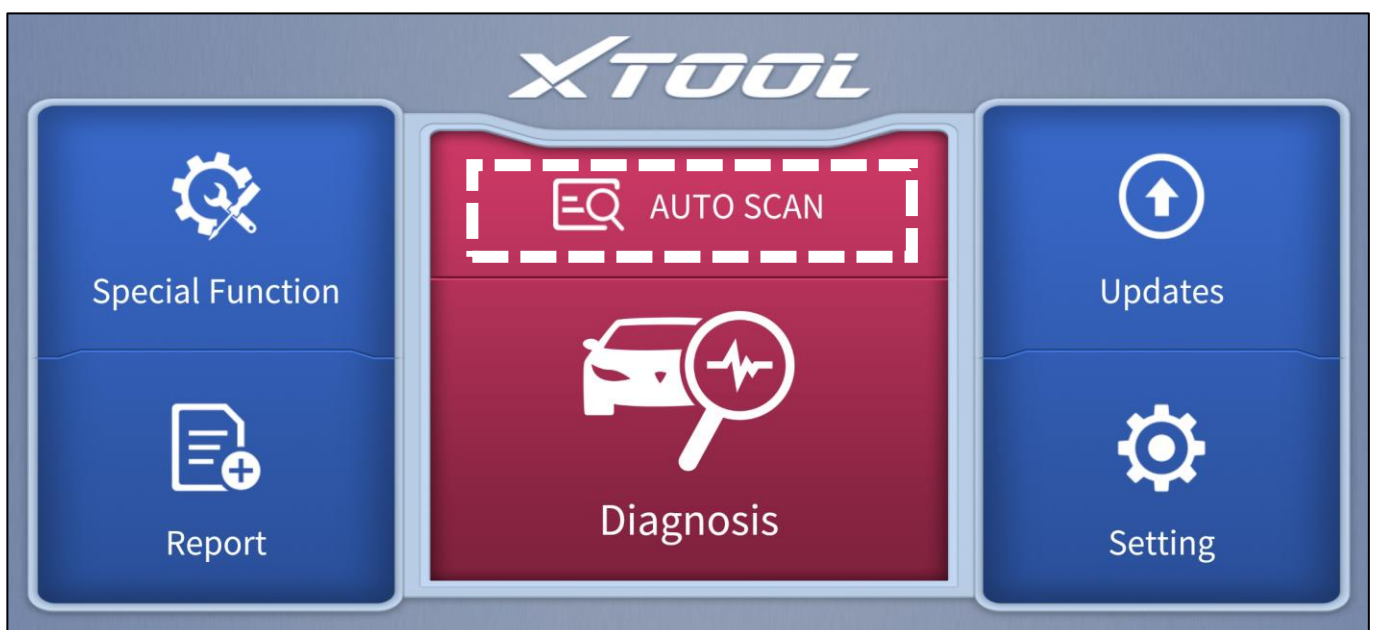 XTOOL
AUTO SCAN
Special Function
Updates
Diagnosis
Report
Setting